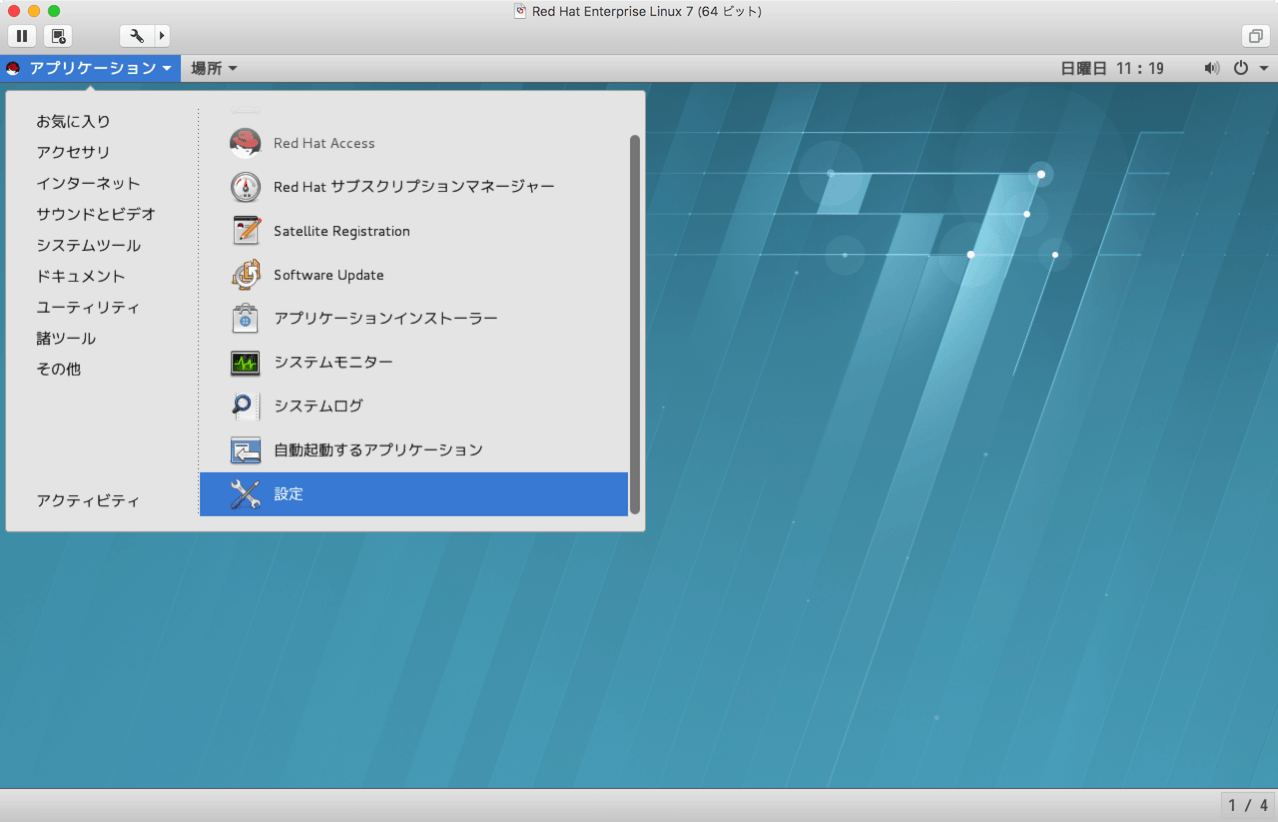 Red Hat Enterprise Linux 7 (64 ビット)
アプリケーション 場所 日曜日 11：19
お気に入り
アクセサリ
インターネット
サウンドとビデオ
システムツール
ドキュメント
ユーティリティ
諸ツール
その他
アクティビティ
Red Hat Access
Red Hat サブスクリプションマネージャー
Satellite Registration
Software Update
アプリケーションインストーラー
システムモニター
システムログ
自動起動するアプリケーション
設定
1 / 4